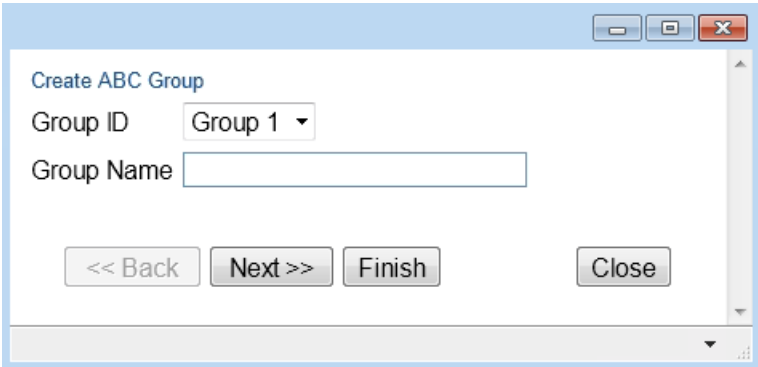 Create ABC Group
Group ID Group 1
Group Name
<< Back Next >> Finish Close